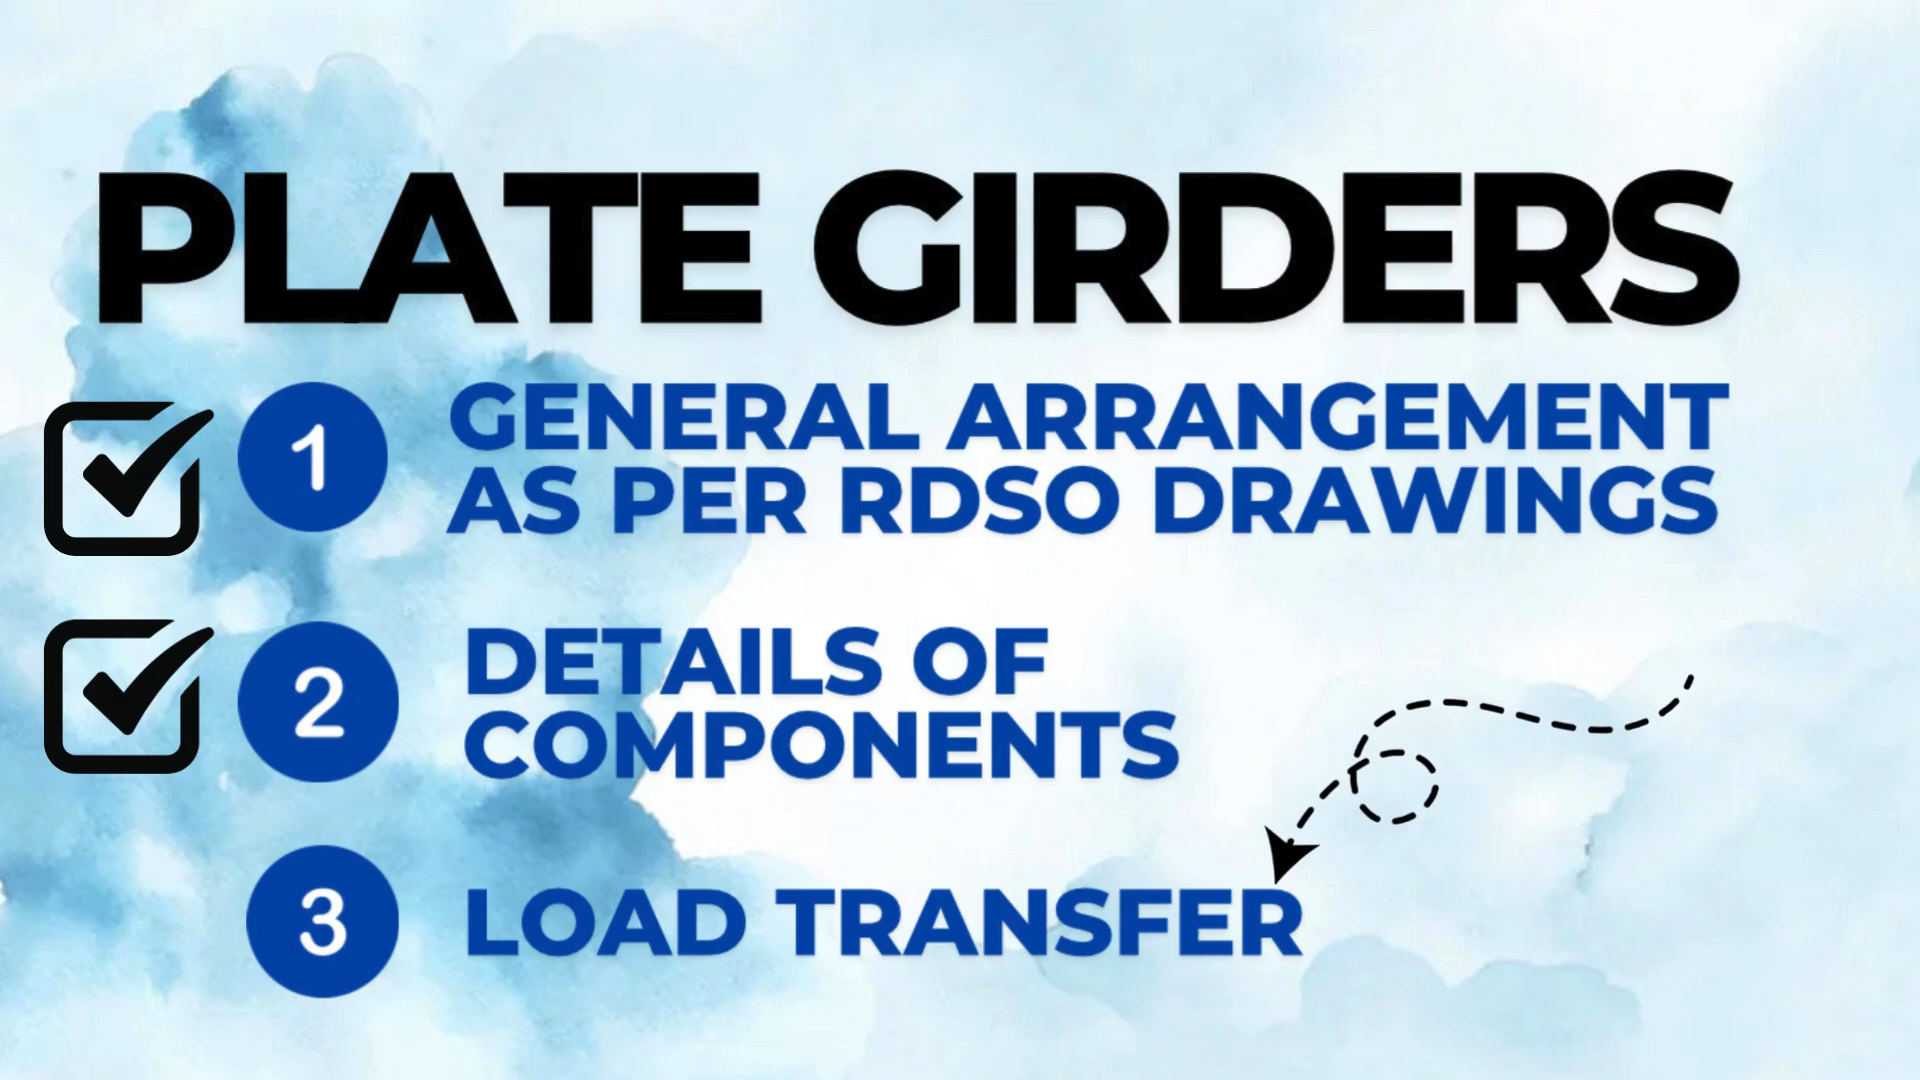 PLATE GIRDERS
1 GENERAL ARRANGEMENT
AS PER RDSO DRAWINGS
2 DETAILS OF
COMPONENTS
3 LOAD TRANSFER